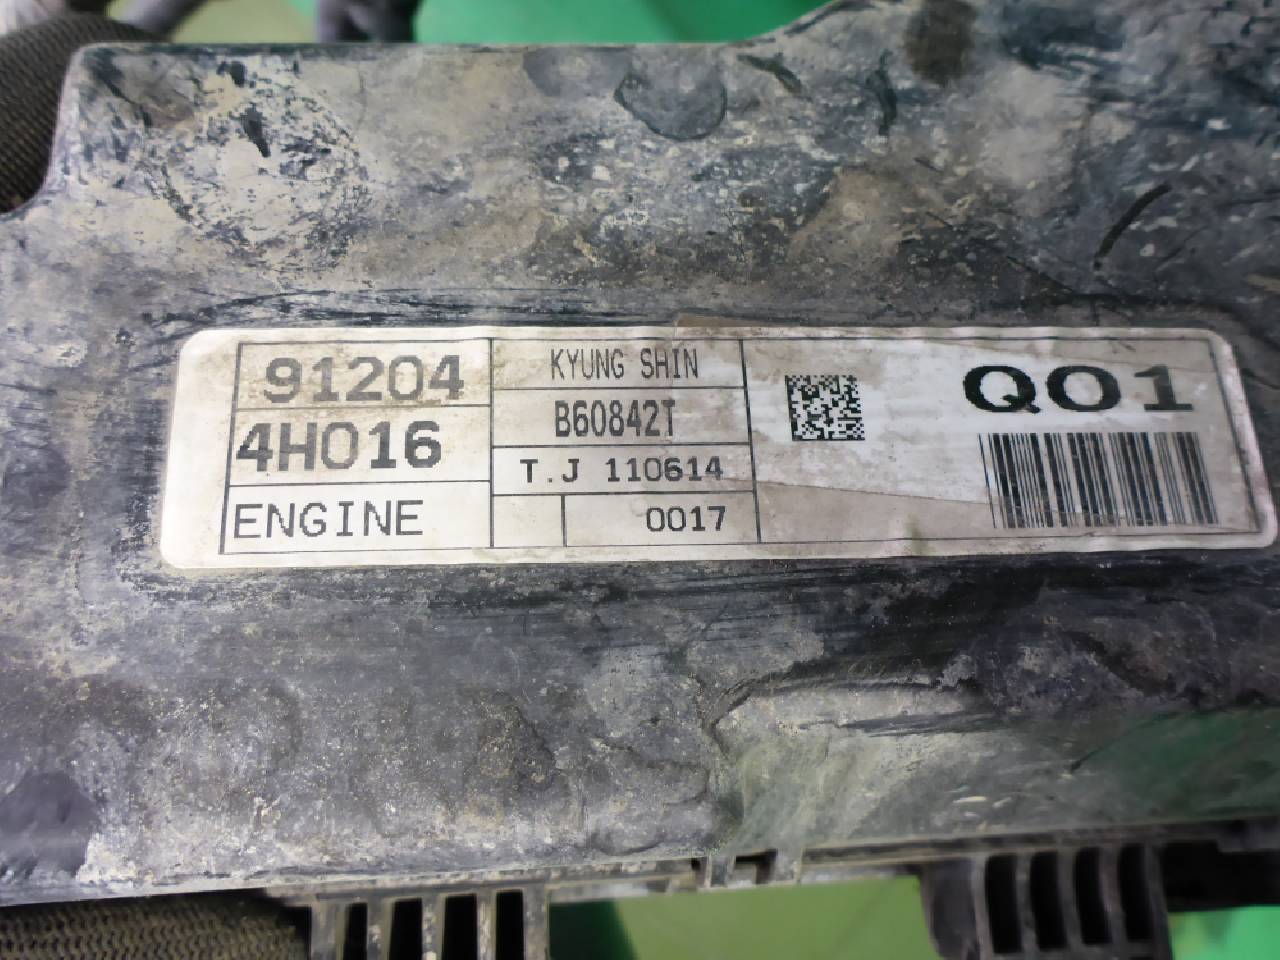 91204
4H016
ENGINE
KYUNG SHIN
B60842T
T.J 110614
0017
Q01